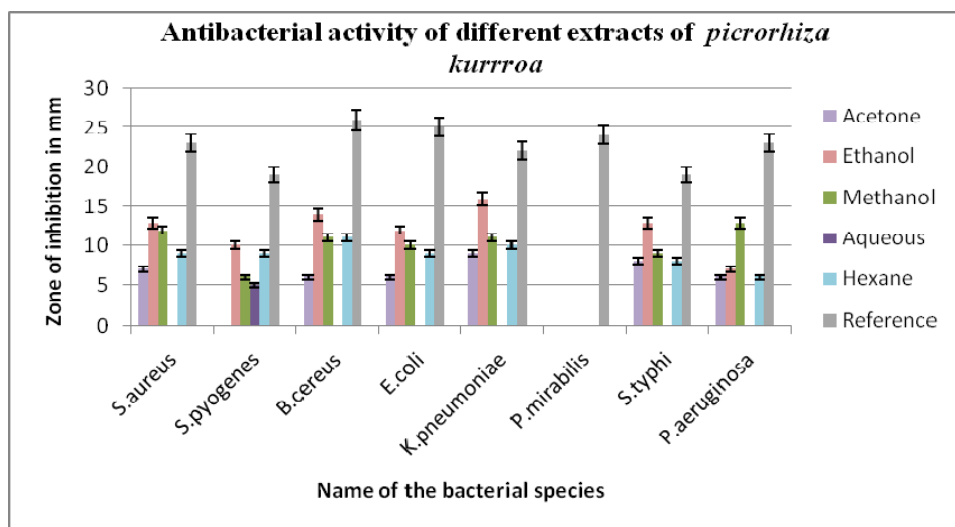 Antibacterial activity of different extracts of picrorhiza
kurrroa
Zone of inhibition in mm
30
25
20
15
10
5
0
S.aureus
S.pyogenes
B.cereus
E.coli
K.pneumoniae
P.mirabilis
S.typhi
P.aeruginosa
Name of the bacterial species
Acetone
Ethanol
Methanol
Aqueous
Hexane
Reference